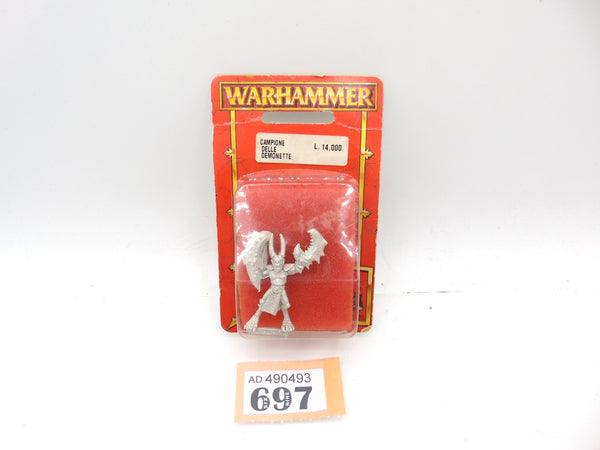 WARHAMMER
CAMPIONE
DELLE
DEMONETTE
L. 14,000
AD 490493
697